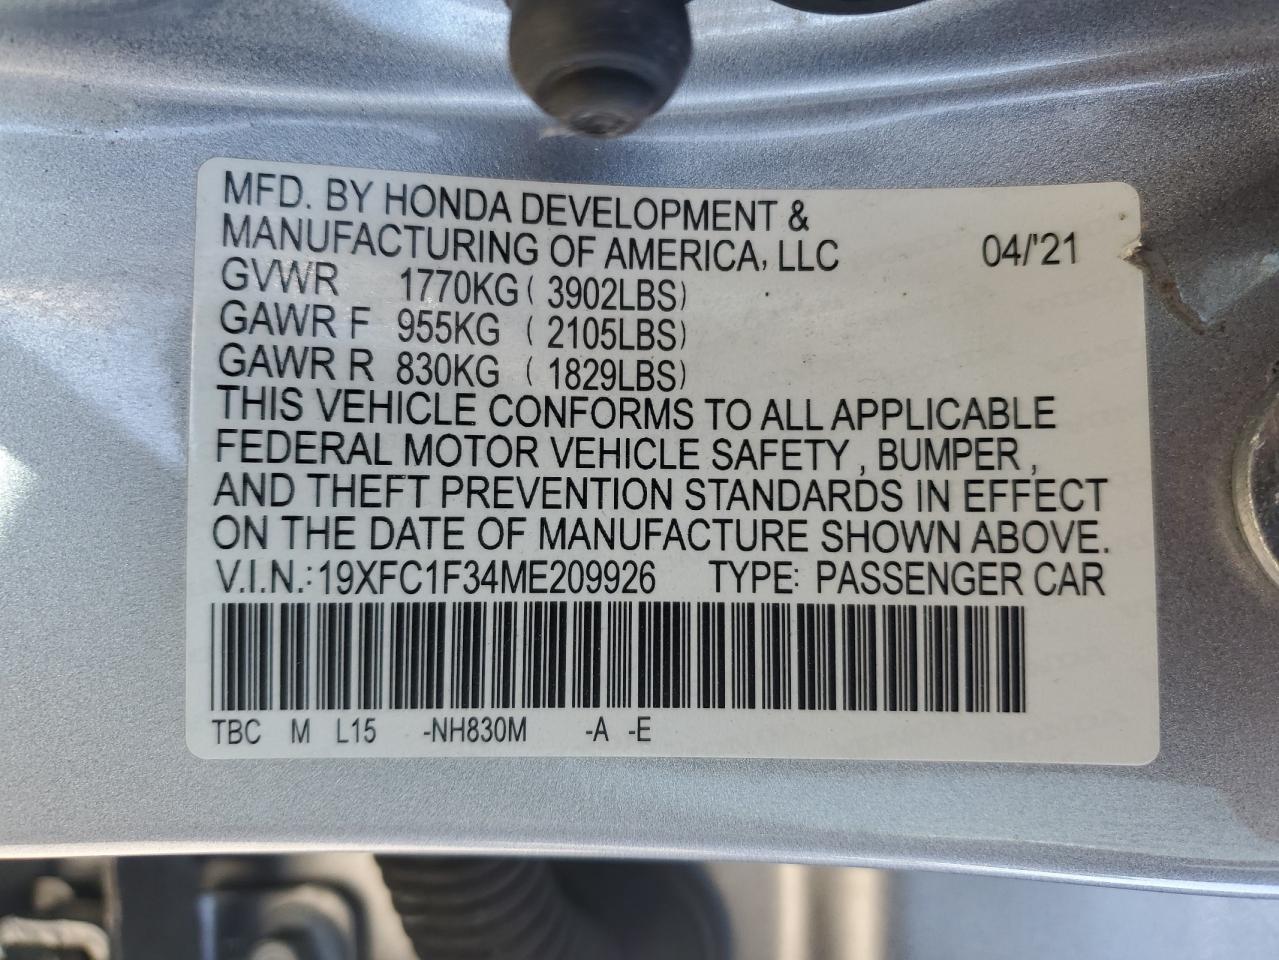 MFD. BY HONDA DEVELOPMENT &
MANUFACTURING OF AMERICA, LLC 04/'21
GVWR 1770KG ( 3902LBS)
GAWR F 955KG ( 2105LBS)
GAWR R 830KG ( 1829LBS)
THIS VEHICLE CONFORMS TO ALL APPLICABLE
FEDERAL MOTOR VEHICLE SAFETY , BUMPER ,
AND THEFT PREVENTION STANDARDS IN EFFECT
ON THE DATE OF MANUFACTURE SHOWN ABOVE.
V.I.N.: 19XFC1F34ME209926 TYPE: PASSENGER CAR
TBC M L15 -NH830M -A -E